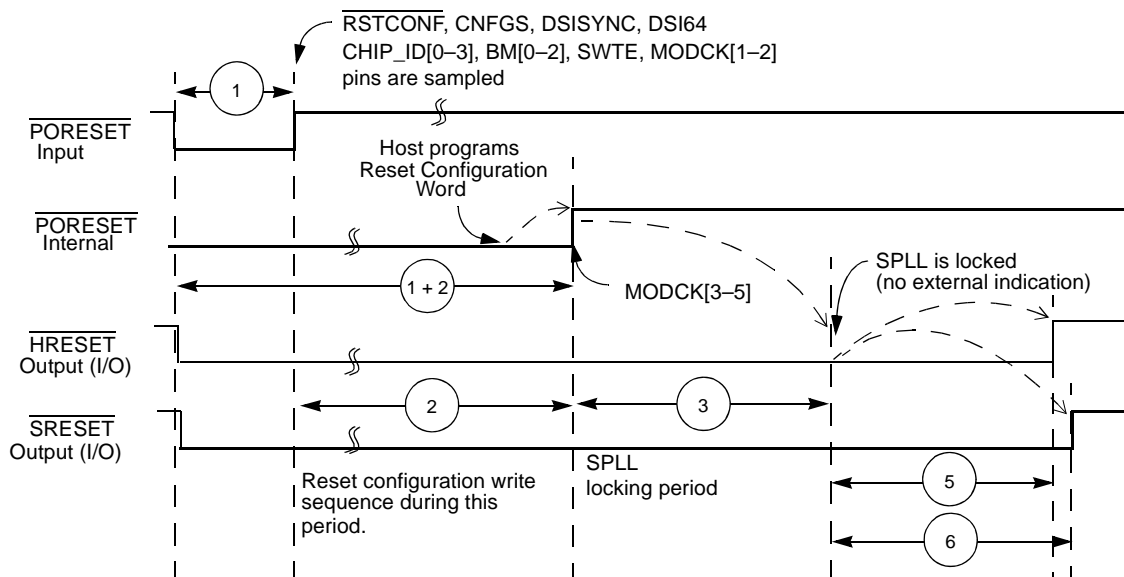 RSTCONF, CNFGS, DSISYNC, DSI64
CHIP_ID[0–3], BM[0–2], SWTE, MODCK[1–2]
pins are sampled
1
PORESET
Input
Host programs
Reset Configuration
Word
PORESET
Internal
SPLL is locked
(no external indication)
1 + 2
MODCK[3–5]
HRESET
Output (I/O)
2
3
SRESET
Output (I/O)
Reset configuration write
sequence during this
period.
SPLL
locking period
5
6